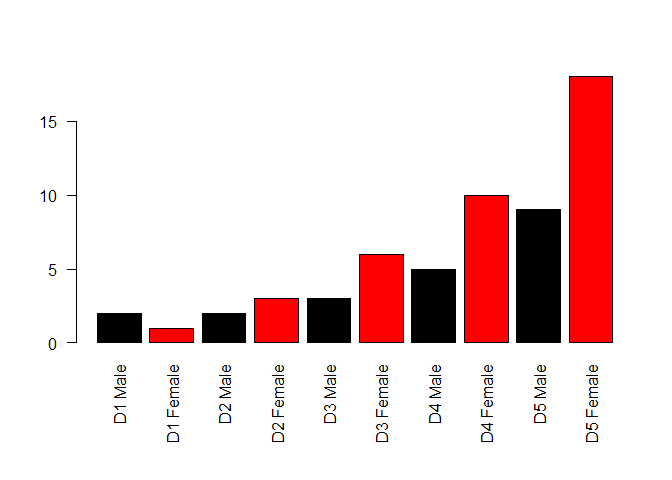 15
10
5
0
D1 Male
D1 Female
D2 Male
D2 Female
D3 Male
D3 Female
D4 Male
D4 Female
D5 Male
D5 Female